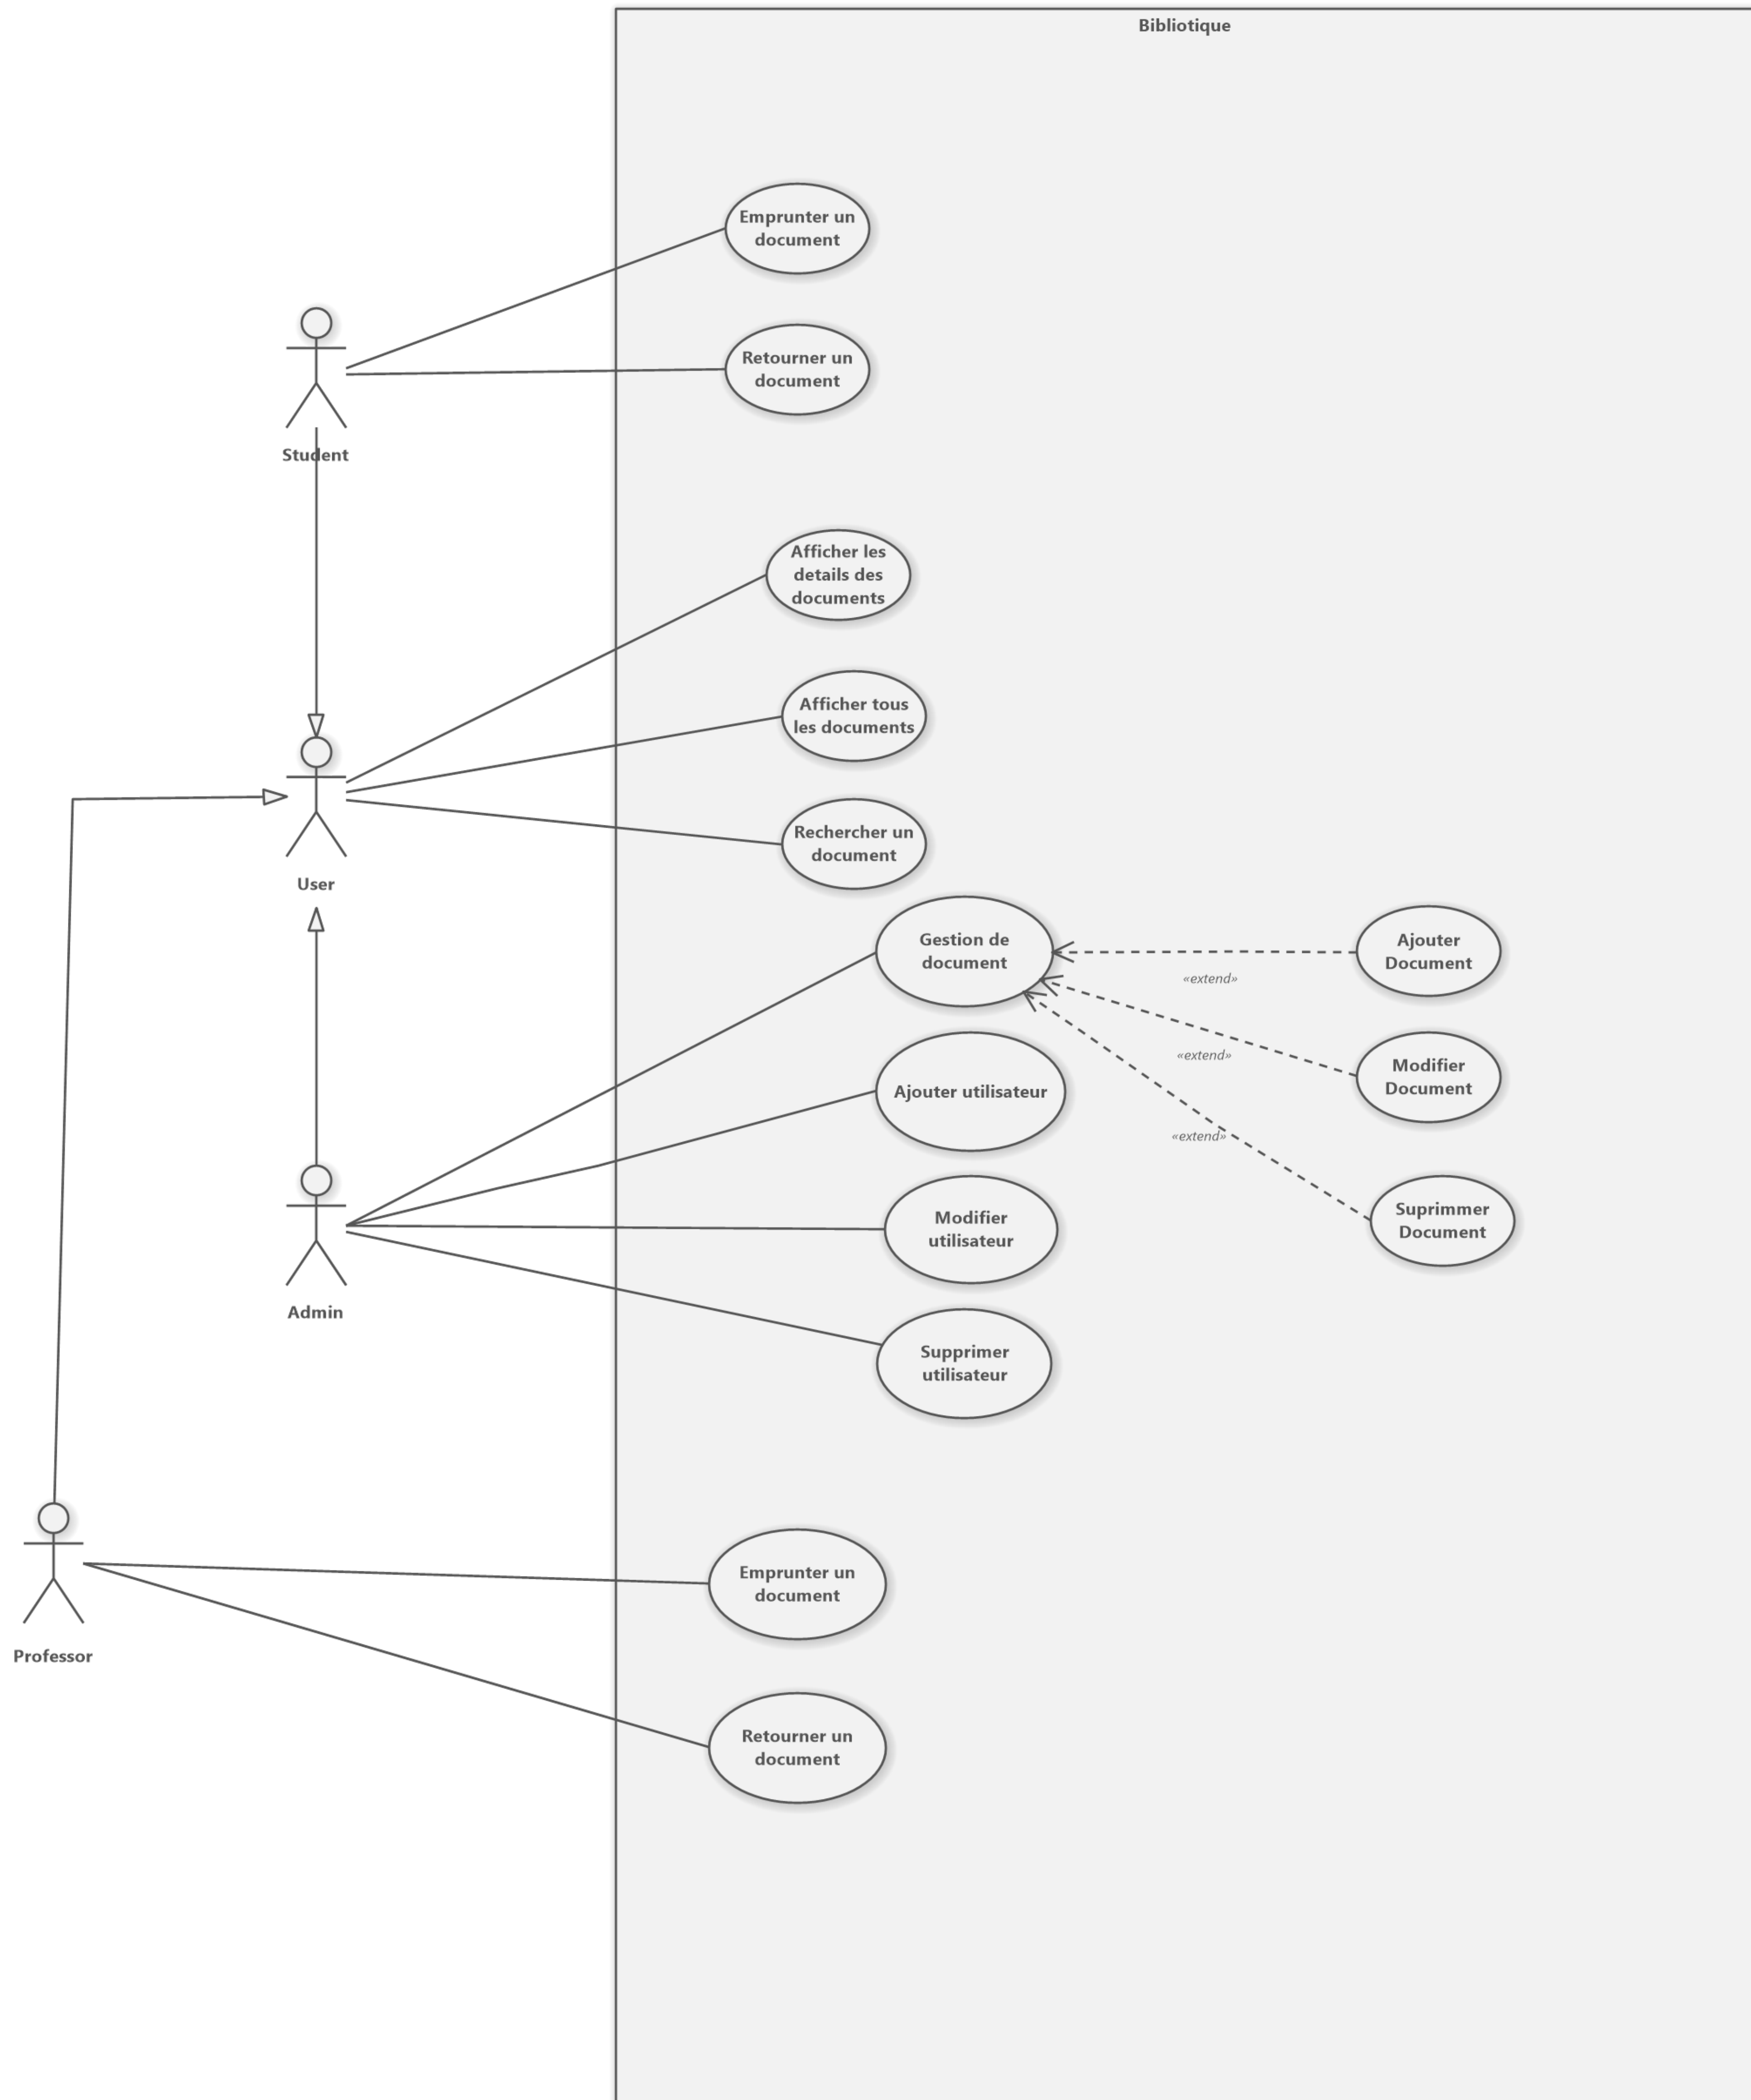 Bibliotique
Emprunter un
document
Retourner un
document
Student
Afficher les
details des
documents
Afficher tous
les documents
Rechercher un
document
User
Gestion de
document
Ajouter
Document
«extend»
Modifier
Document
«extend»
Ajouter utilisateur
«extend»
Suprimmer
Document
Modifier
utilisateur
Admin
Supprimer
utilisateur
Emprunter un
document
Professor
Retourner un
document